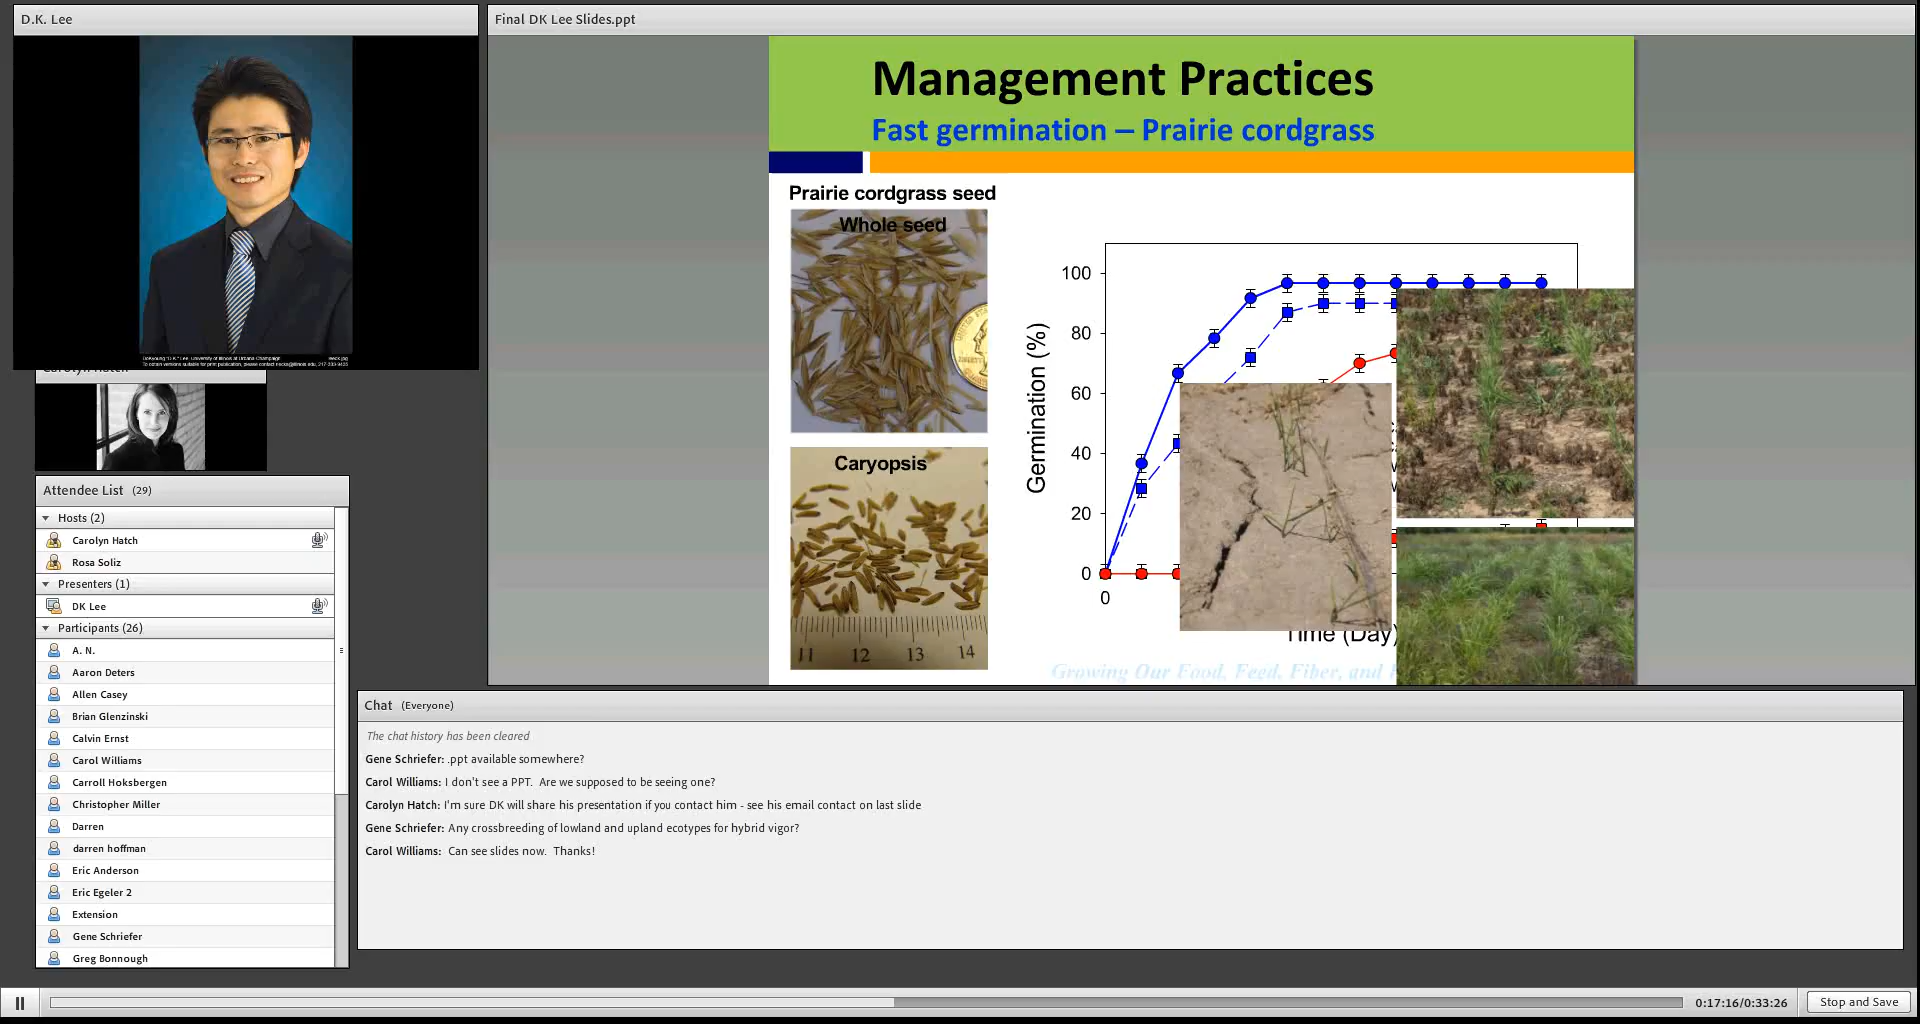 D.K. Lee
Final DK Lee Slides.ppt
Management Practices
Fast germination – Prairie cordgrass
Prairie cordgrass seed
Whole seed
Caryopsis
11 12 13 14
Germination (%)
100
80
60
40
20
0
0
Time (Day)
Growing Our Food, Feed, Fiber, and
Carolyn Hatch
Attendee List (29)
Hosts (2)
Carolyn Hatch
Rosa Soliz
Presenters (1)
DK Lee
Participants (26)
A. N.
Aaron Deters
Allen Casey
Brian Glenzinski
Calvin Ernst
Carol Williams
Carroll Hoksbergen
Christopher Miller
Darren
darren hoffman
Eric Anderson
Eric Egeler 2
Extension
Gene Schriefer
Greg Bonnough
Chat (Everyone)
The chat history has been cleared
Gene Schriefer: .ppt available somewhere?
Carol Williams: I don't see a PPT. Are we supposed to be seeing one?
Carolyn Hatch: I'm sure DK will share his presentation if you contact him - see his email contact on last slide
Gene Schriefer: Any crossbreeding of lowland and upland ecotypes for hybrid vigor?
Carol Williams: Can see slides now. Thanks!
0:17:16/0:33:26
Stop and Save